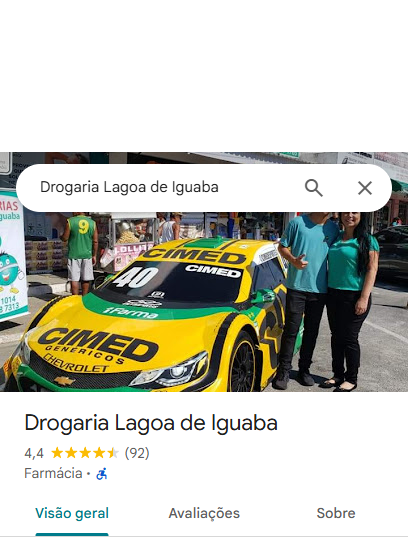 Drogaria Lagoa de Iguaba
RIAS
guaba
1014
7313
9
CIMED
40
CIMED
1Farma
CIMED
GENÉRICOS
CHEVROLET
Drogaria Lagoa de Iguaba
4,4 (92)
Farmácia ·
Visão geral
Avaliações
Sobre